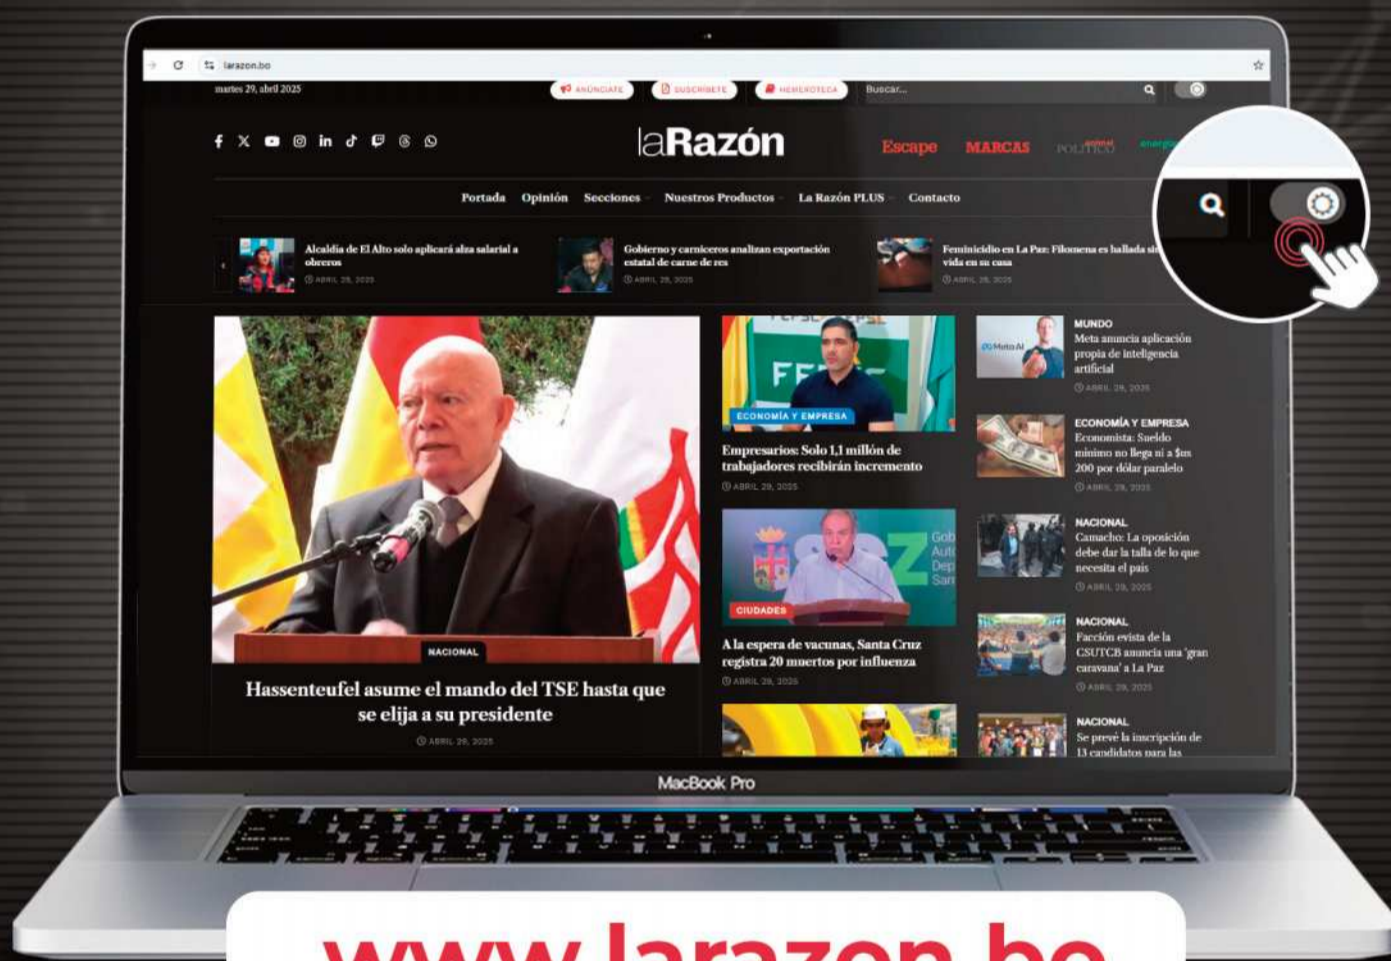 larazon.bo
martes 29, abril 2025
ANÚNCIATE
SUSCRÍBETE
HEMEROTECA
Buscar...
laRazón
Escape
MARCAS
Portada Opinión Secciones Nuestros Productos La Razón PLUS Contacto
Alcaldía de El Alto solo aplicará alza salarial a
obreros
ABRIL 29, 2025
Gobierno y carniceros analizan exportación
estatal de carne de res
ABRIL 29, 2025
Feminicidio en La Paz: Filomena es hallada
vida en su casa
ABRIL 29, 2025
NACIONAL
Hassenteufel asume el mando del TSE hasta que
se elija a su presidente
ABRIL 29, 2025
ECONOMÍA Y EMPRESA
Empresarios: Solo 1,1 millón de
trabajadores recibirán incremento
ABRIL 29, 2025
CIUDADES
A la espera de vacunas, Santa Cruz
registra 20 muertos por influenza
ABRIL 29, 2025
Meta AI
MUNDO
Meta anuncia aplicación
propia de inteligencia
artificial
ABRIL 29, 2025
ECONOMÍA Y EMPRESA
Economista: Sueldo
mínimo no llega ni a $us
200 por dólar paralelo
ABRIL 29, 2025
NACIONAL
Camacho: La oposición
debe dar la talla de lo que
necesita el país
ABRIL 29, 2025
NACIONAL
Facción evista de la
CSUTCB anuncia una 'gran
caravana' a La Paz
ABRIL 29, 2025
NACIONAL
Se prevé la inscripción de
13 candidatos para las
MacBook Pro
www.larazon.bo